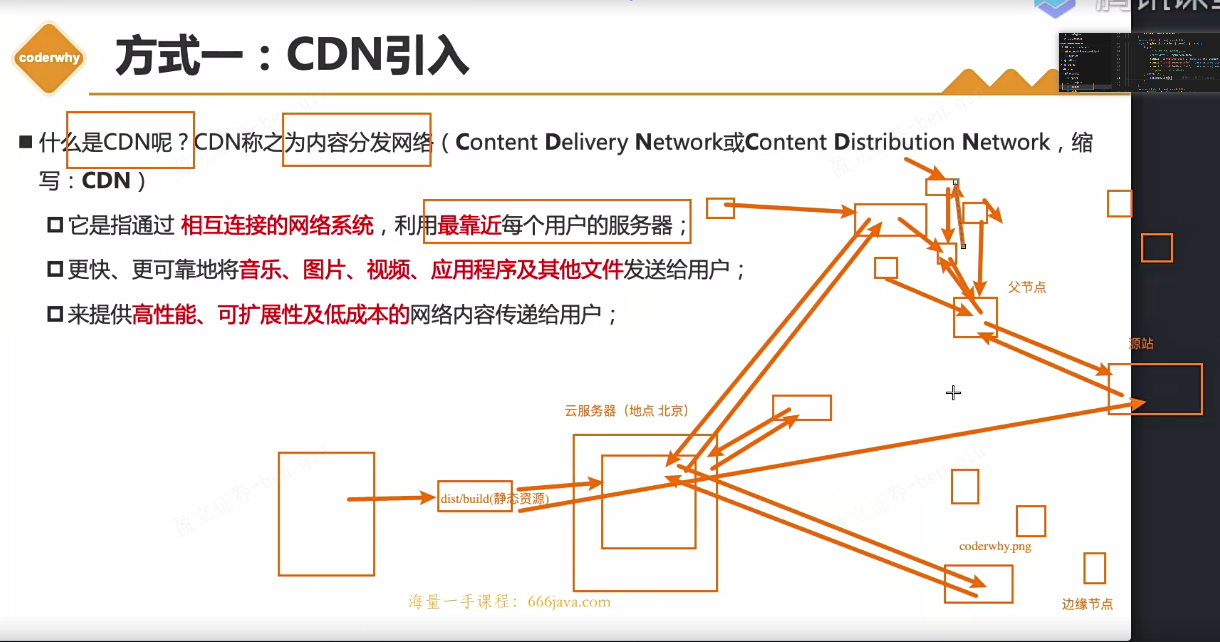 腾讯课堂
coderwhy
方式一：CDN引入
■ 什么是CDN呢？CDN称之为内容分发网络（Content Delivery Network或Content Distribution Network，缩
写：CDN）
它是指通过 相互连接的网络系统，利用最靠近每个用户的服务器；
更快、更可靠地将音乐、图片、视频、应用程序及其他文件发送给用户；
来提供高性能、可扩展性及低成本的网络内容传递给用户；
父节点
源站
云服务器（地点 北京）
dist/build(静态资源)
coderwhy.png
边缘节点
海量一手课程：666java.com